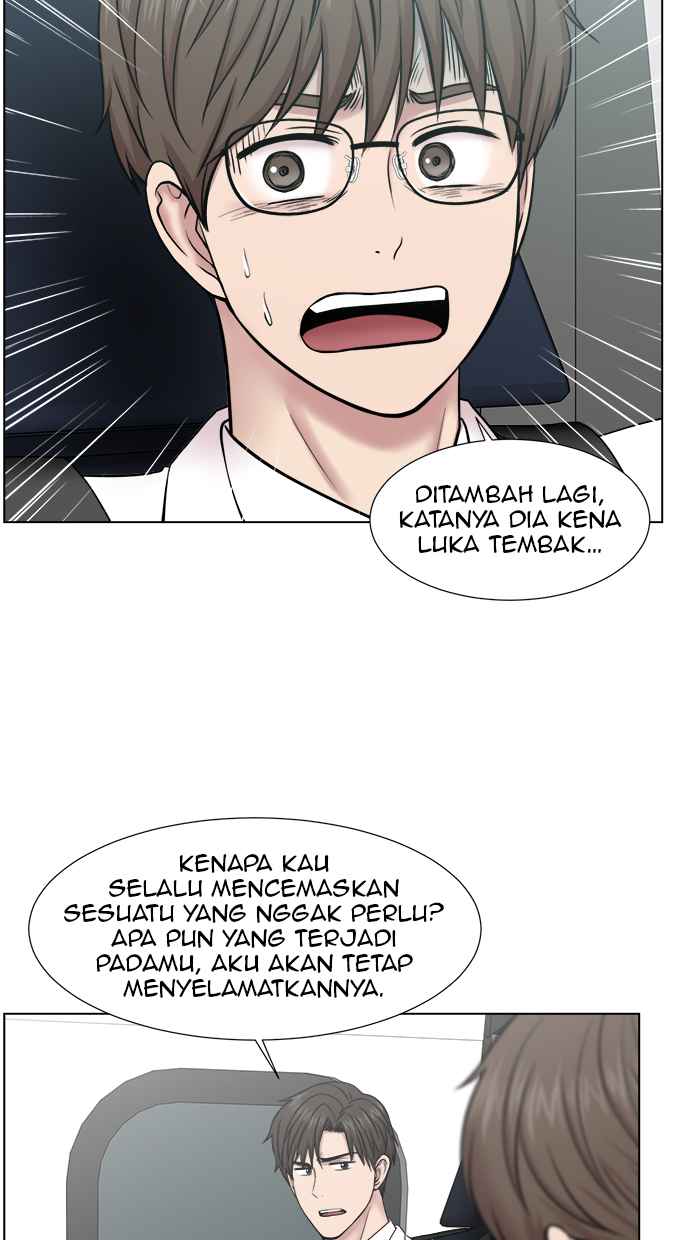 DITAMBAH LAGI,
KATANYA DIA KENA
LUKA TEMBAK...
KENAPA KAU
SELALU MENCEMASKAN
SESUATU YANG NGGAK PERLU?
APA PUN YANG TERJADI
PADAMU, AKU AKAN TETAP
MENYELAMATKANNYA.